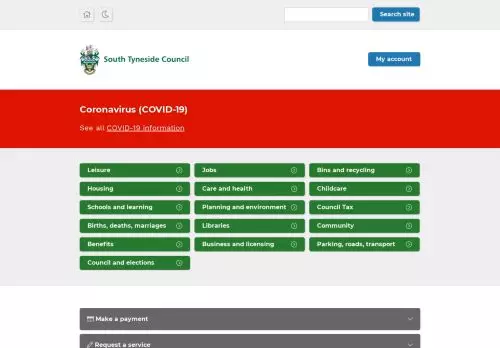 Search site
South Tyneside Council
My account
Coronavirus (COVID-19)
See all COVID-19 information
Leisure
Jobs
Bins and recycling
Housing
Care and health
Childcare
Schools and learning
Planning and environment
Council Tax
Births, deaths, marriages
Libraries
Community
Benefits
Business and licensing
Parking, roads, transport
Council and elections
Make a payment
Request a service